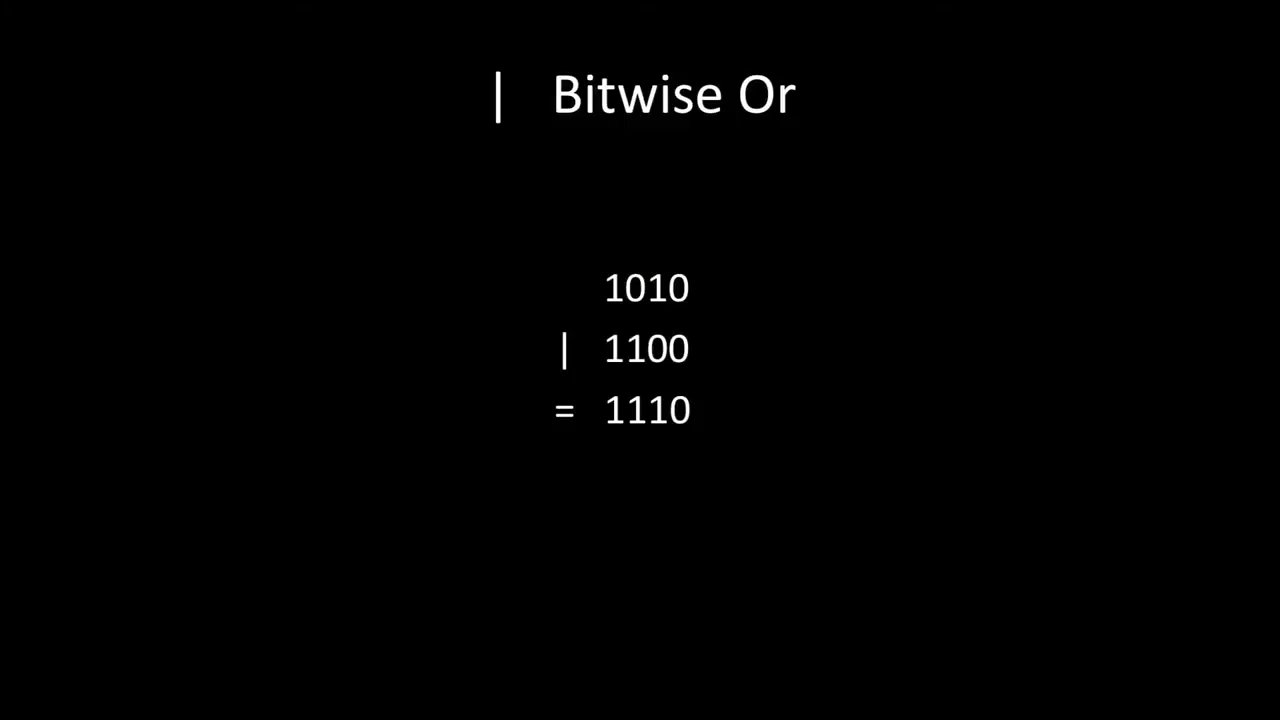 | Bitwise Or
1010
| 1100
= 1110